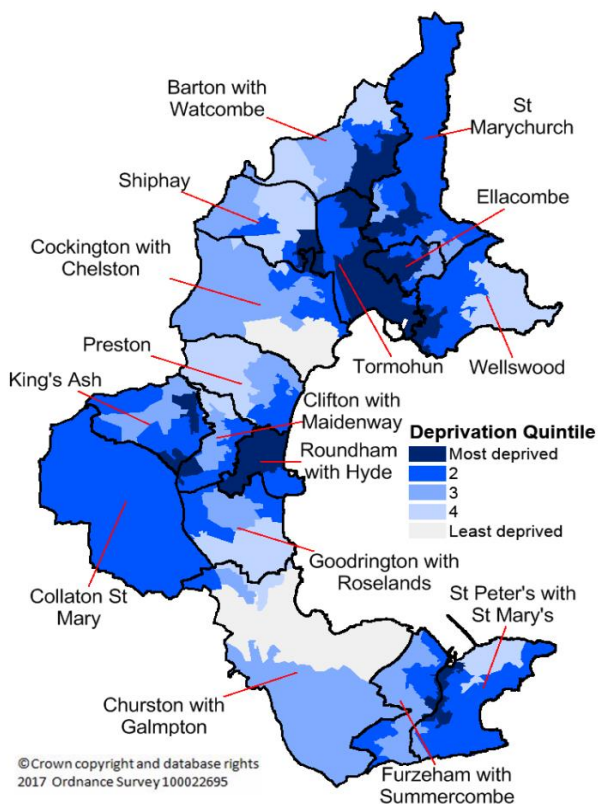 Barton with
Watcombe
St
Marychurch
Shiphay
Ellacombe
Cockington with
Chelston
Preston
Tormohun
Wellswood
King's Ash
Clifton with
Maidenway
Roundham
with Hyde
Deprivation Quintile
Most deprived
2
3
4
Least deprived
Goodrington with
Roselands
Collaton St
Mary
St Peter's with
St Mary's
Churston with
Galmpton
Furzeham with
Summercombe
©Crown copyright and database rights
2017 Ordnance Survey 100022695